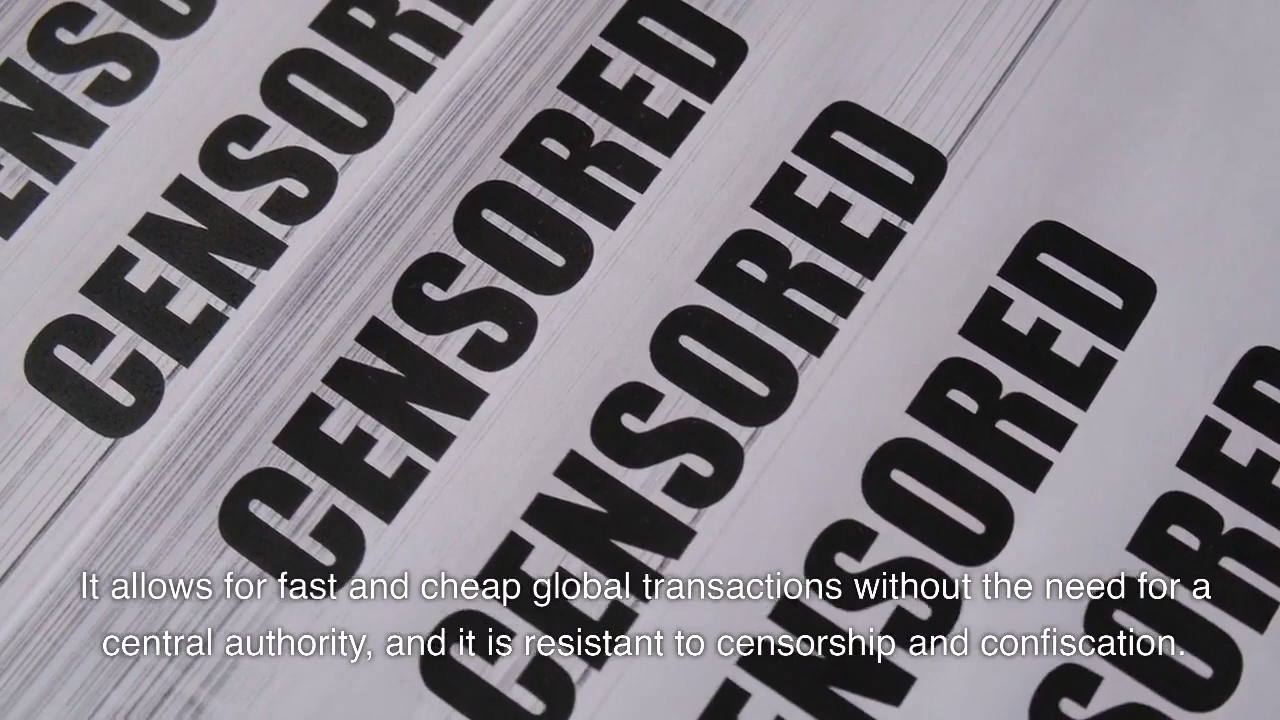 CENSORED
CENSORED
CENSORED
CENSORED
It allows for fast and cheap global transactions without the need for a
central authority, and it is resistant to censorship and confiscation.